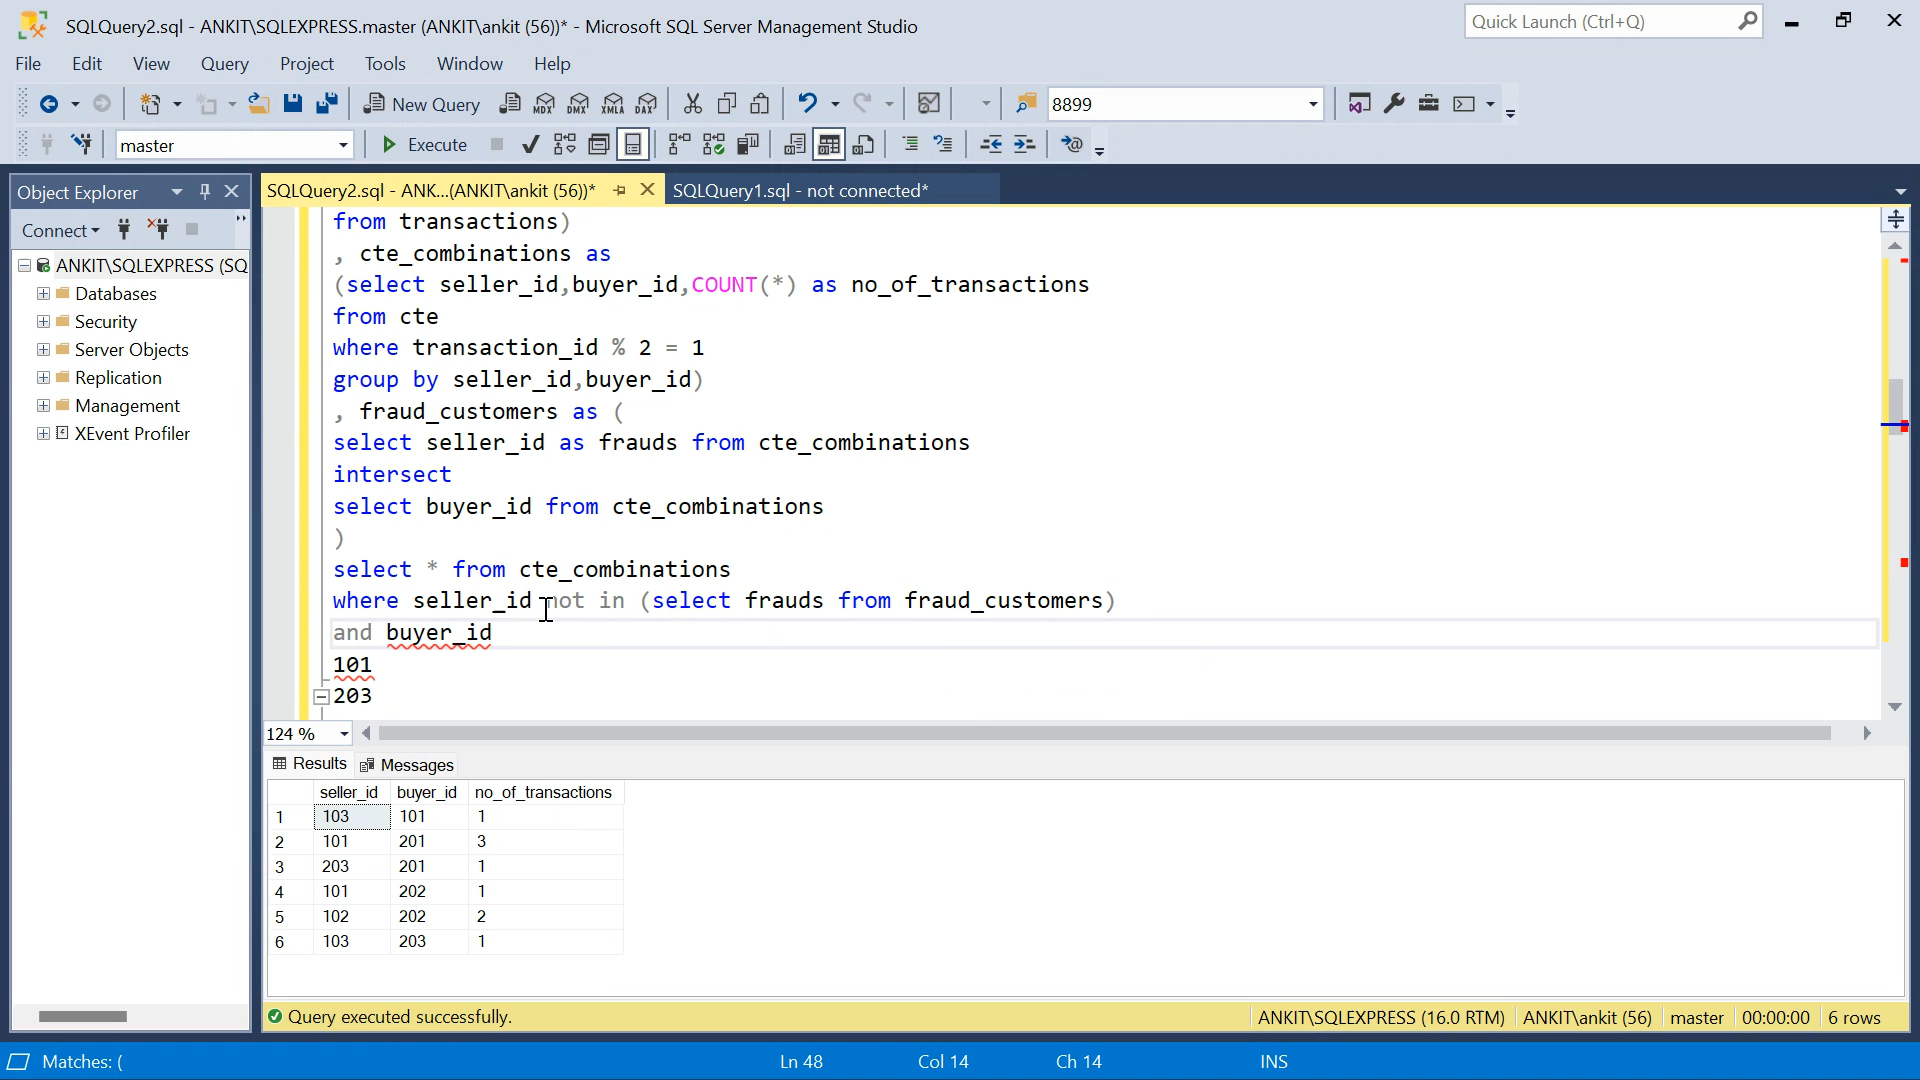 SQLQuery2.sql - ANKIT\SQLEXPRESS.master (ANKIT\ankit (56))* - Microsoft SQL Server Management Studio
Quick Launch (Ctrl+Q)
File Edit View Query Project Tools Window Help
New Query MDX DMX XMLA DAX 8899
master Execute
Object Explorer
SQLQuery2.sql - ANK...(ANKIT\ankit (56))* SQLQuery1.sql - not connected*
Connect
ANKIT\SQLEXPRESS (SQ
Databases
Security
Server Objects
Replication
Management
XEvent Profiler
from transactions)
, cte_combinations as
(select seller_id,buyer_id,COUNT(*) as no_of_transactions
from cte
where transaction_id % 2 = 1
group by seller_id,buyer_id)
, fraud_customers as (
select seller_id as frauds from cte_combinations
intersect
select buyer_id from cte_combinations
)
select * from cte_combinations
where seller_id not in (select frauds from fraud_customers)
and buyer_id
101
203
124 %
Results Messages
seller_id buyer_id no_of_transactions
1 103 101 1
2 101 201 3
3 203 201 1
4 101 202 1
5 102 202 2
6 103 203 1
Query executed successfully. ANKIT\SQLEXPRESS (16.0 RTM) ANKIT\ankit (56) master 00:00:00 6 rows
Matches: ( Ln 48 Col 14 Ch 14 INS